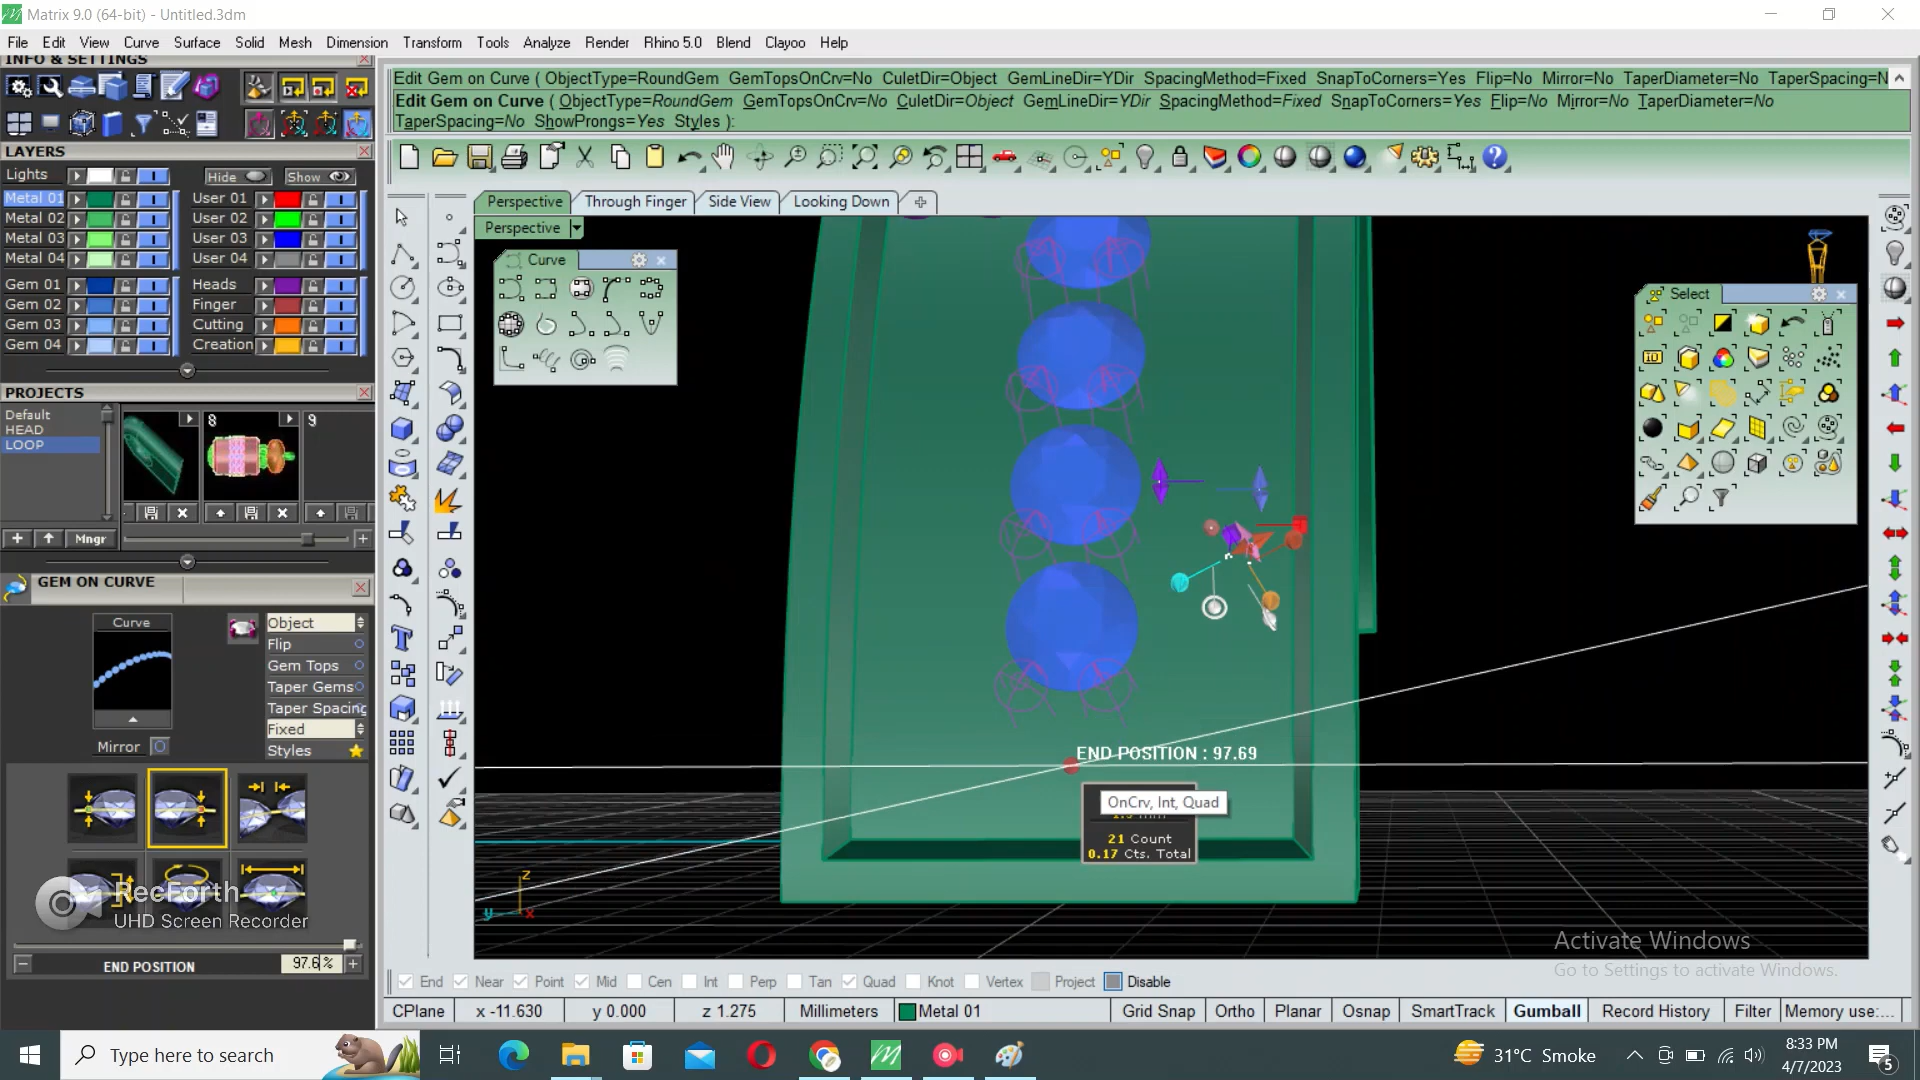 Matrix 9.0 (64-bit) - Untitled.3dm
File Edit View Curve Surface Solid Mesh Dimension Transform Tools Analyze Render Rhino 5.0 Blend Clayoo Help
INFO & SETTINGS
Edit Gem on Curve ( ObjectType=RoundGem GemTopsOnCrv=No CuletDir=Object GemLineDir=YDir SpacingMethod=Fixed SnapToCorners=Yes Flip=No Mirror=No TaperDiameter=No TaperSpacing=N
Edit Gem on Curve ( ObjectType=RoundGem GemTopsOnCrv=No CuletDir=Object GemLineDir=YDir SpacingMethod=Fixed SnapToCorners=Yes Flip=No Mirror=No TaperDiameter=No
TaperSpacing=No ShowProngs=Yes Styles ):
LAYERS
Lights Hide Show
Metal 01 User 01
Metal 02 User 02
Metal 03 User 03
Metal 04 User 04
Gem 01 Heads
Gem 02 Finger
Gem 03 Cutting
Gem 04 Creation
Perspective Through Finger Side View Looking Down
Perspective
Curve
Select
PROJECTS
Default
HEAD
LOOP
8 9
Mngr
GEM ON CURVE
Curve
Object
Flip
Gem Tops
Taper Gems
Taper Spacing
Fixed
Mirror
Styles
RecForth
UHD Screen Recorder
END POSITION 97.6 %
END POSITION : 97.69
OnCrv, Int, Quad
21 Count
0.17 Cts. Total
z
y x
Activate Windows
Go to Settings to activate Windows.
End Near Point Mid Cen Int Perp Tan Quad Knot Vertex Project Disable
CPlane x -11.630 y 0.000 z 1.275 Millimeters Metal 01 Grid Snap Ortho Planar Osnap SmartTrack Gumball Record History Filter Memory use:...
Type here to search
31°C Smoke
8:33 PM
4/7/2023
5